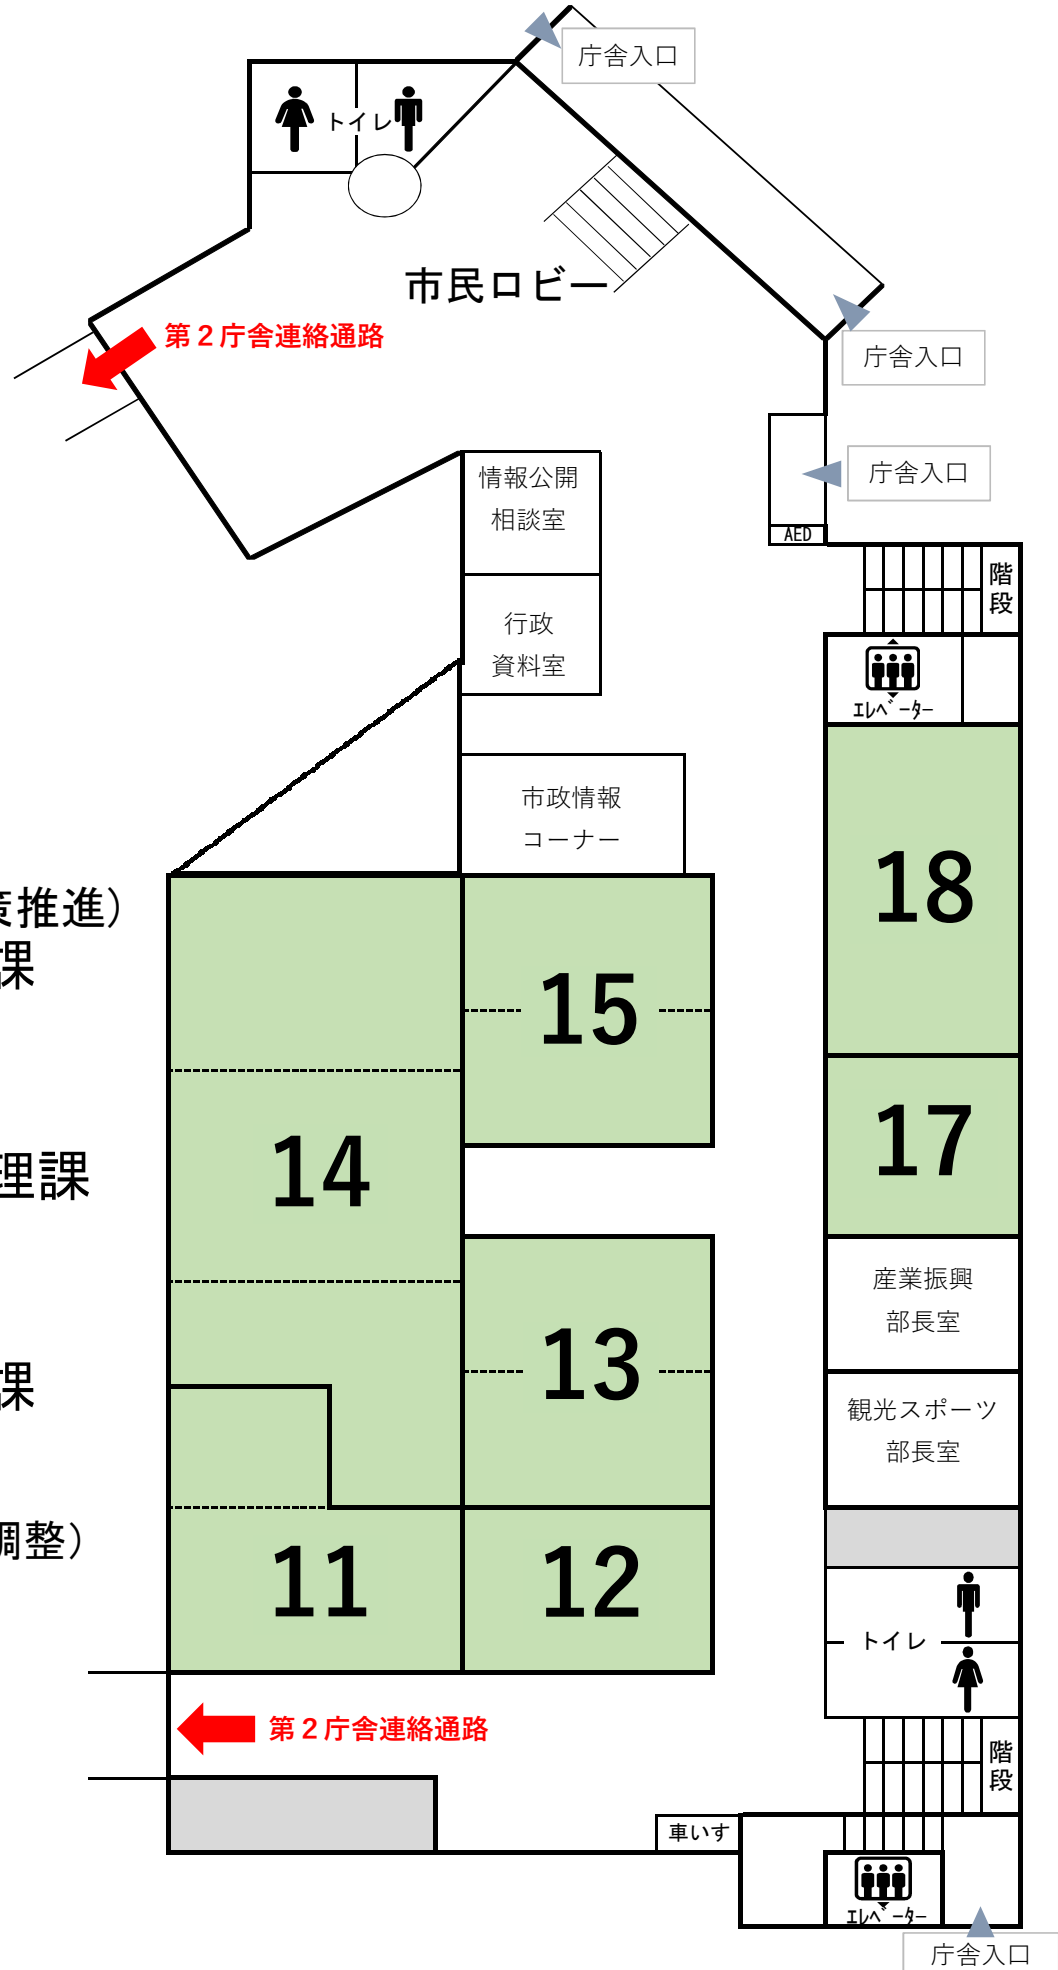 庁舎入口
トイレ
市民ロビー
第２庁舎連絡通路
庁舎入口
庁舎入口
情報公開
相談室
AED
階段
行政
資料室
エレベーター
市政情報
コーナー
18
策推進）
課
15
17
14
理課
産業振興
部長室
13
課
観光スポーツ
部長室
調整）
11
12
トイレ
第２庁舎連絡通路
階段
車いす
エレベーター
庁舎入口